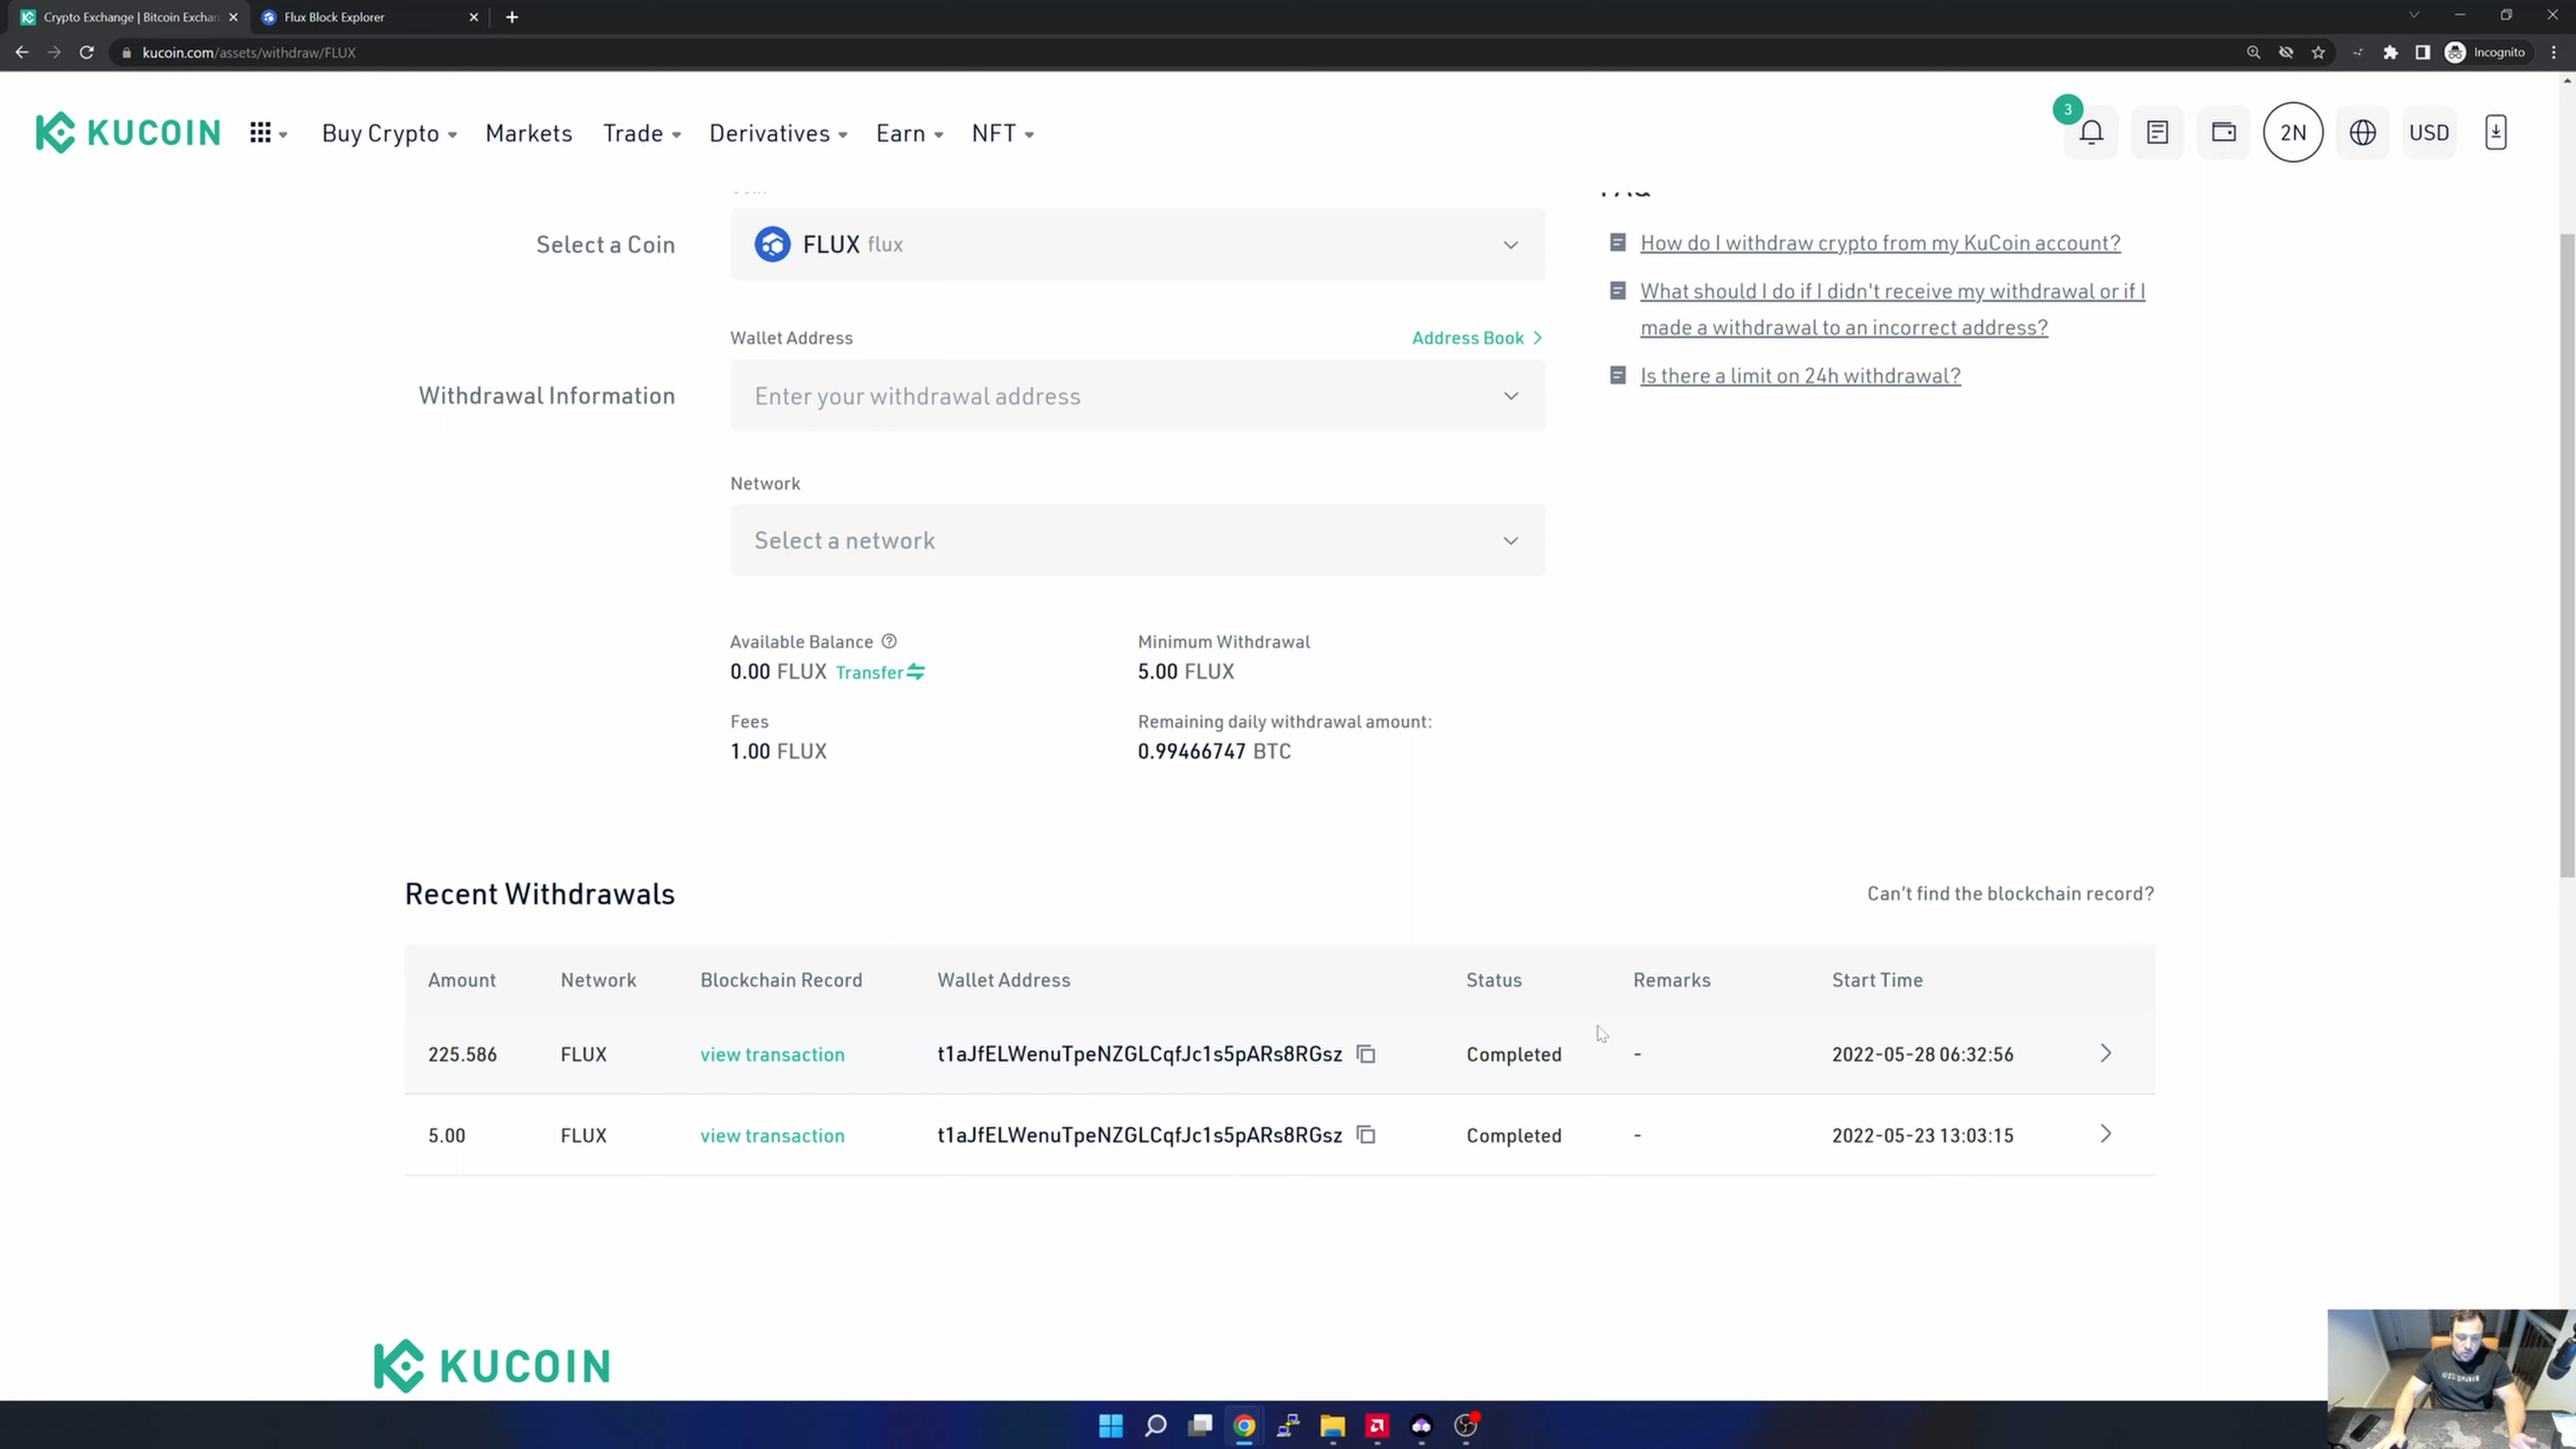 Crypto Exchange | Bitcoin Exchan
Flux Block Explorer
kucoin.com/assets/withdraw/FLUX
Incognito
KUCOIN
Buy Crypto
Markets
Trade
Derivatives
Earn
NFT
3
2N
USD
Select a Coin
FLUX flux
FAQ
How do I withdraw crypto from my KuCoin account?
What should I do if I didn't receive my withdrawal or if I
made a withdrawal to an incorrect address?
Is there a limit on 24h withdrawal?
Wallet Address
Address Book
Withdrawal Information
Enter your withdrawal address
Network
Select a network
Available Balance
0.00 FLUX Transfer
Minimum Withdrawal
5.00 FLUX
Fees
1.00 FLUX
Remaining daily withdrawal amount:
0.99466747 BTC
Recent Withdrawals
Can't find the blockchain record?
Amount Network Blockchain Record Wallet Address Status Remarks Start Time
225.586 FLUX view transaction t1aJfELWenuTpeNZGLCqfJc1s5pARs8RGsz Completed - 2022-05-28 06:32:56
5.00 FLUX view transaction t1aJfELWenuTpeNZGLCqfJc1s5pARs8RGsz Completed - 2022-05-23 13:03:15
KUCOIN